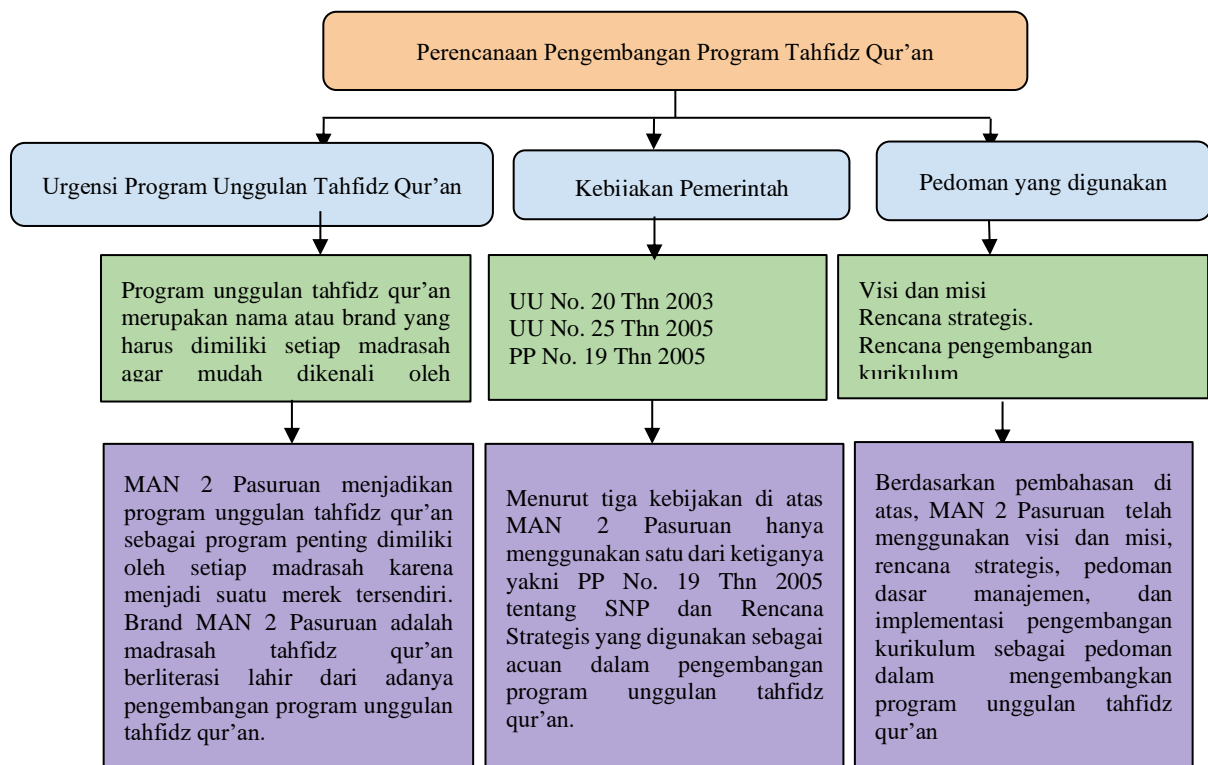 Perencanaan Pengembangan Program Tahfidz Qur’an
Urgensi Program Unggulan Tahfidz Qur’an
Kebijakan Pemerintah
Pedoman yang digunakan
Program unggulan tahfidz qur’an
merupakan nama atau brand yang
harus dimiliki setiap madrasah
agar mudah dikenali oleh
UU No. 20 Thn 2003
UU No. 25 Thn 2005
PP No. 19 Thn 2005
Visi dan misi
Rencana strategis.
Rencana pengembangan
kurikulum
MAN 2 Pasuruan menjadikan
program unggulan tahfidz qur’an
sebagai program penting dimiliki
oleh setiap madrasah karena
menjadi suatu merek tersendiri.
Brand MAN 2 Pasuruan adalah
madrasah tahfidz qur’an
berliterasi lahir dari adanya
pengembangan program unggulan
tahfidz qur’an.
Menurut tiga kebijakan di atas
MAN 2 Pasuruan hanya
menggunakan satu dari ketiganya
yakni PP No. 19 Thn 2005
tentang SNP dan Rencana
Strategis yang digunakan sebagai
acuan dalam pengembangan
program unggulan tahfidz
qur’an.
Berdasarkan pembahasan di
atas, MAN 2 Pasuruan telah
menggunakan visi dan misi,
rencana strategis, pedoman
dasar manajemen, dan
implementasi pengembangan
kurikulum sebagai pedoman
dalam mengembangkan
program unggulan tahfidz
qur’an